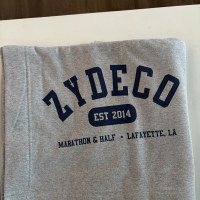 ZYDECO
EST 2014
MARATHON & HALF • LAFAYETTE, LA